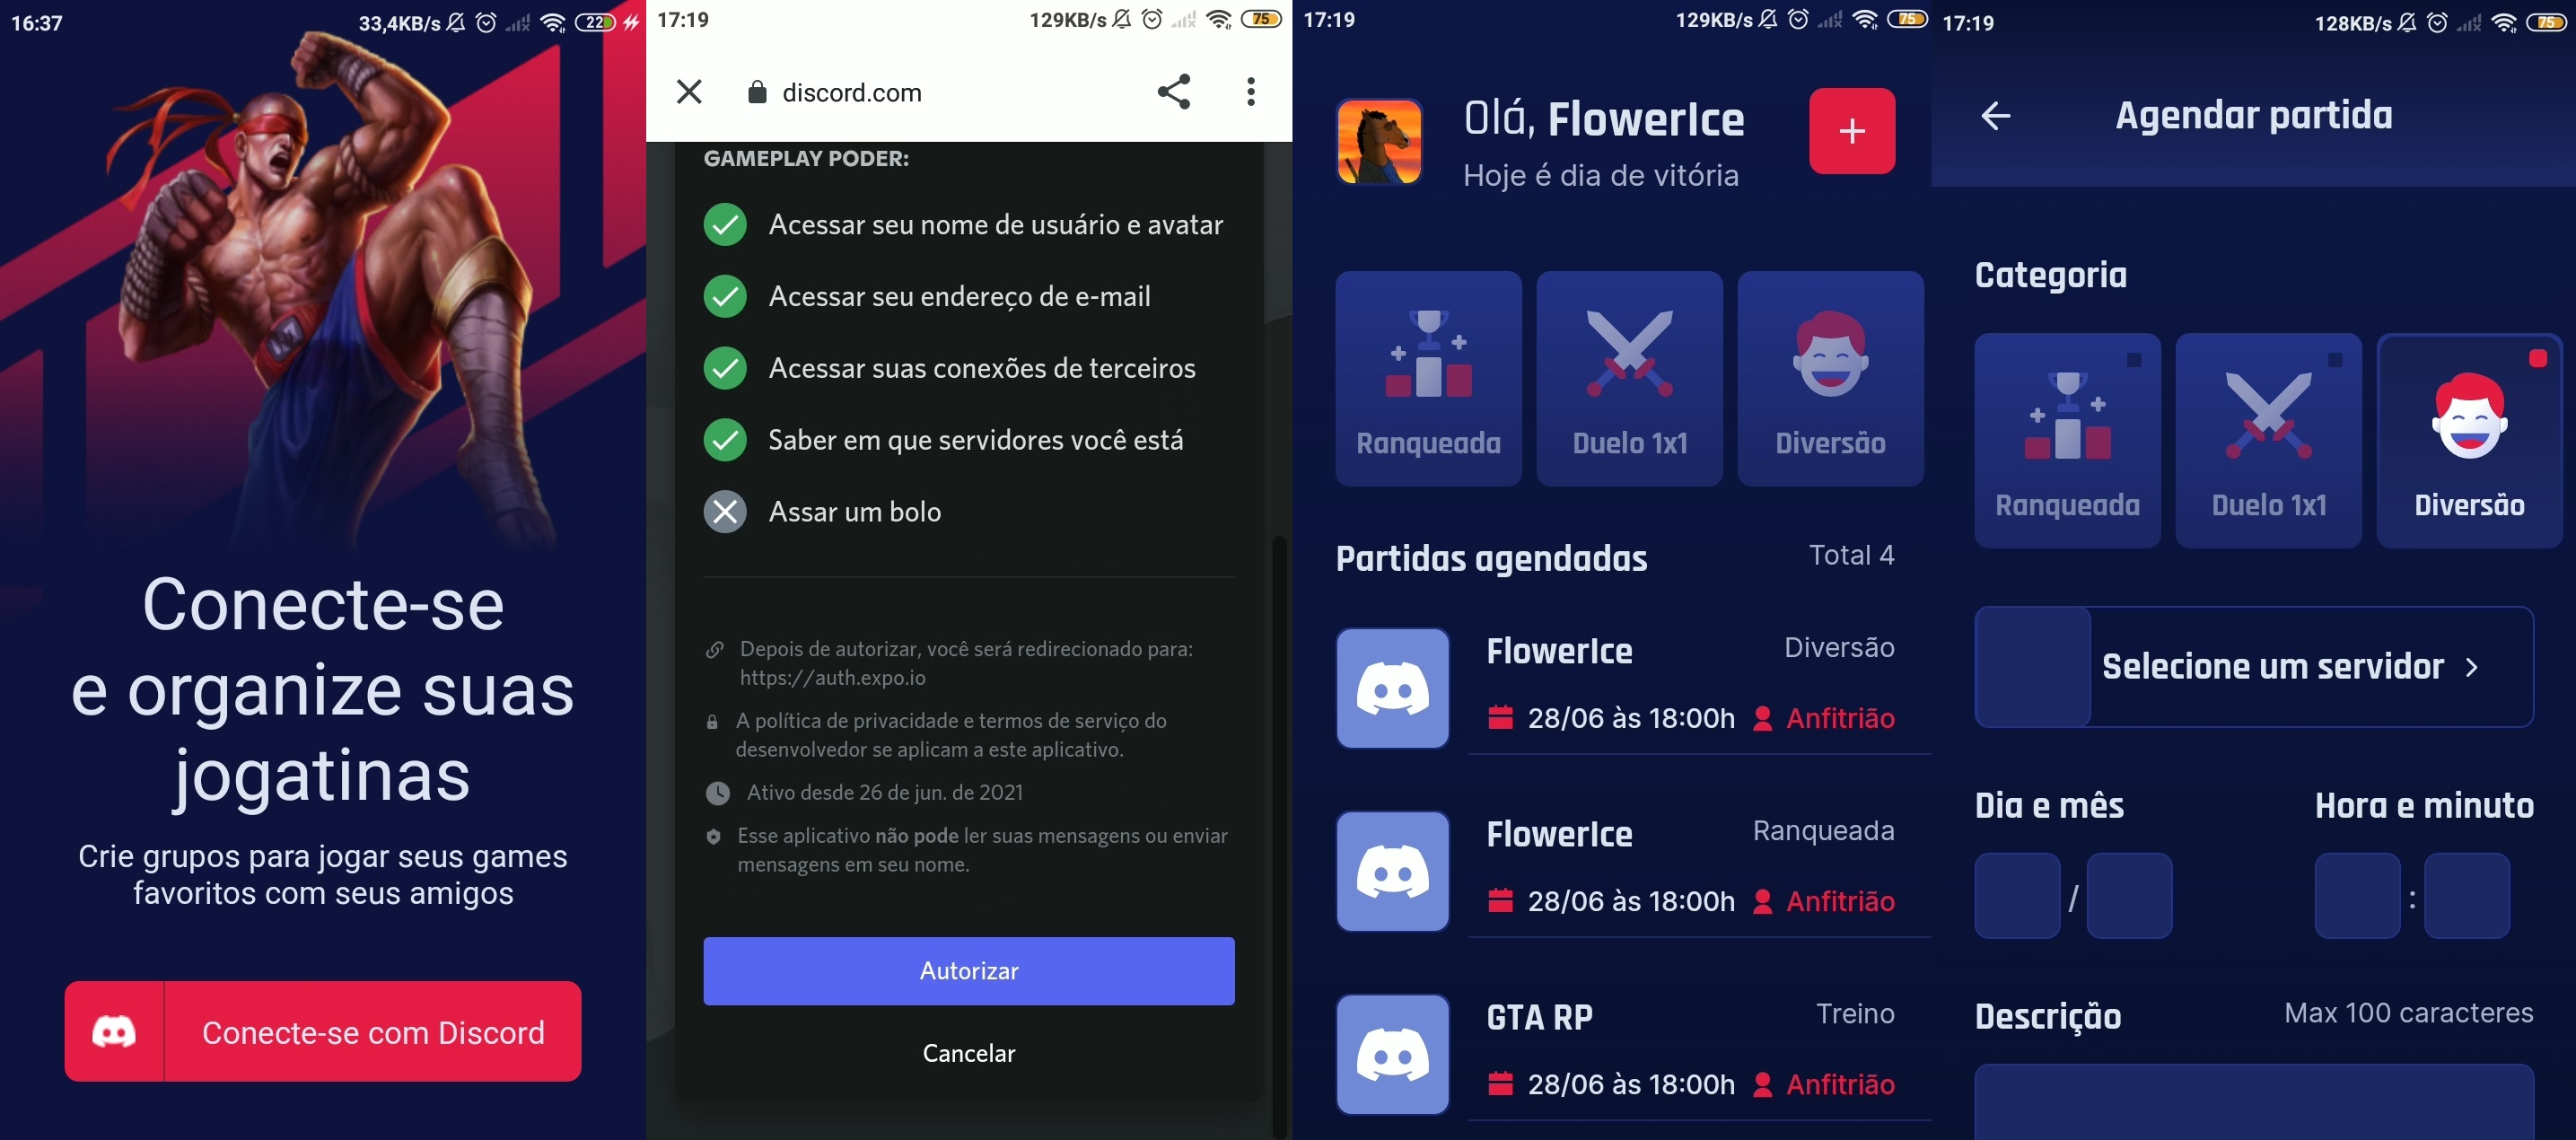 16:37
33,4KB/s
22
Conecte-se
e organize suas
jogatinas
Crie grupos para jogar seus games
favoritos com seus amigos
Conecte-se com Discord
17:19
129KB/s
75
discord.com
GAMEPLAY PODER:
Acessar seu nome de usuário e avatar
Acessar seu endereço de e-mail
Acessar suas conexões de terceiros
Saber em que servidores você está
Assar um bolo
Depois de autorizar, você será redirecionado para:
https://auth.expo.io
A política de privacidade e termos de serviço do
desenvolvedor se aplicam a este aplicativo.
Ativo desde 26 de jun. de 2021
Esse aplicativo não pode ler suas mensagens ou enviar
mensagens em seu nome.
Autorizar
Cancelar
17:19
129KB/s
75
Olá, FlowerIce
Hoje é dia de vitória
+
Ranqueada
Duelo 1x1
Diversão
Partidas agendadas
Total 4
FlowerIce
Diversão
28/06 às 18:00h
Anfitrião
FlowerIce
Ranqueada
28/06 às 18:00h
Anfitrião
GTA RP
Treino
28/06 às 18:00h
Anfitrião
17:19
128KB/s
75
Agendar partida
Categoria
Ranqueada
Duelo 1x1
Diversão
Selecione um servidor
Dia e mês
Hora e minuto
/
:
Descrição
Max 100 caracteres